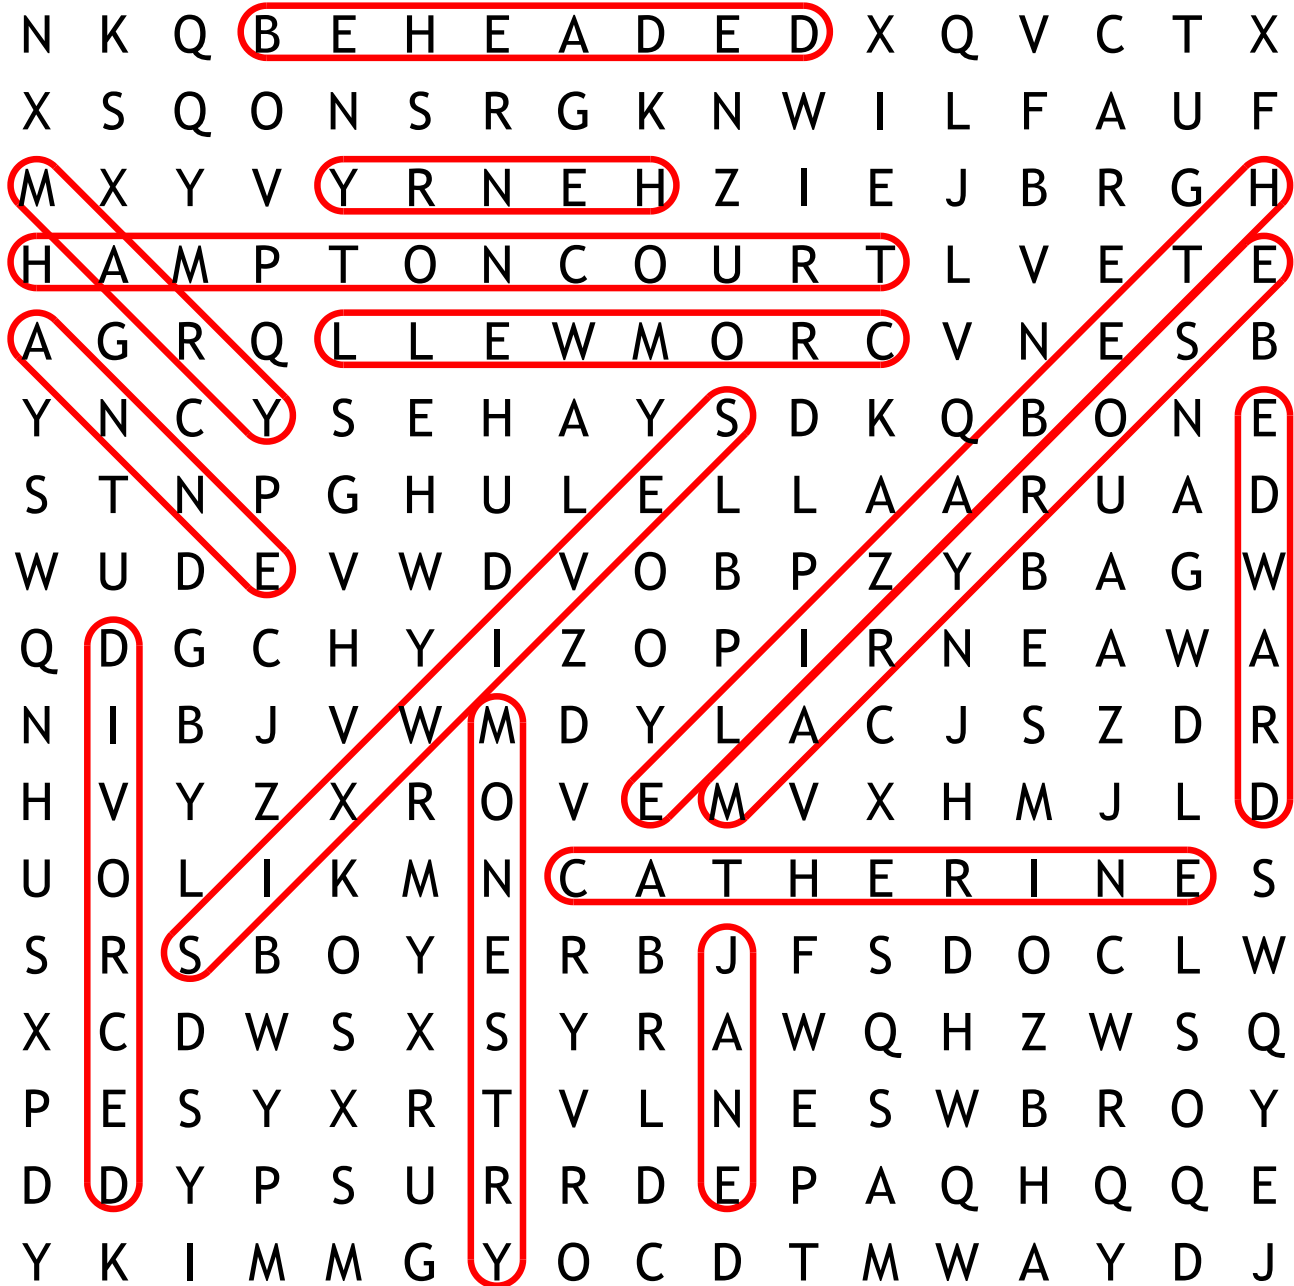 N K Q B E H E A D E D X Q V C T X
X S Q O N S R G K N W I L F A U F
M X Y V Y R N E H Z I E J B R G H
H A M P T O N C O U R T L V E T E
A G R Q L L E W M O R C V N E S B
Y N C Y S E H A Y S D K Q B O N E
S T N P G H U L E L L A A R U A D
W U D E V W D V O B P Z Y B A G W
Q D G C H Y I Z O P I R N E A W A
N I B J V W M D Y L A C J S Z D R
H V Y Z X R O V E M V X H M J L D
U O L I K M N C A T H E R I N E S
S R S B O Y E R B J F S D O C L W
X C D W S X S Y R A W Q H Z W S Q
P E S Y X R T V L N E S W B R O Y
D D Y P S U R R D E P A Q H Q Q E
Y K I M M G Y O C D T M W A Y D J